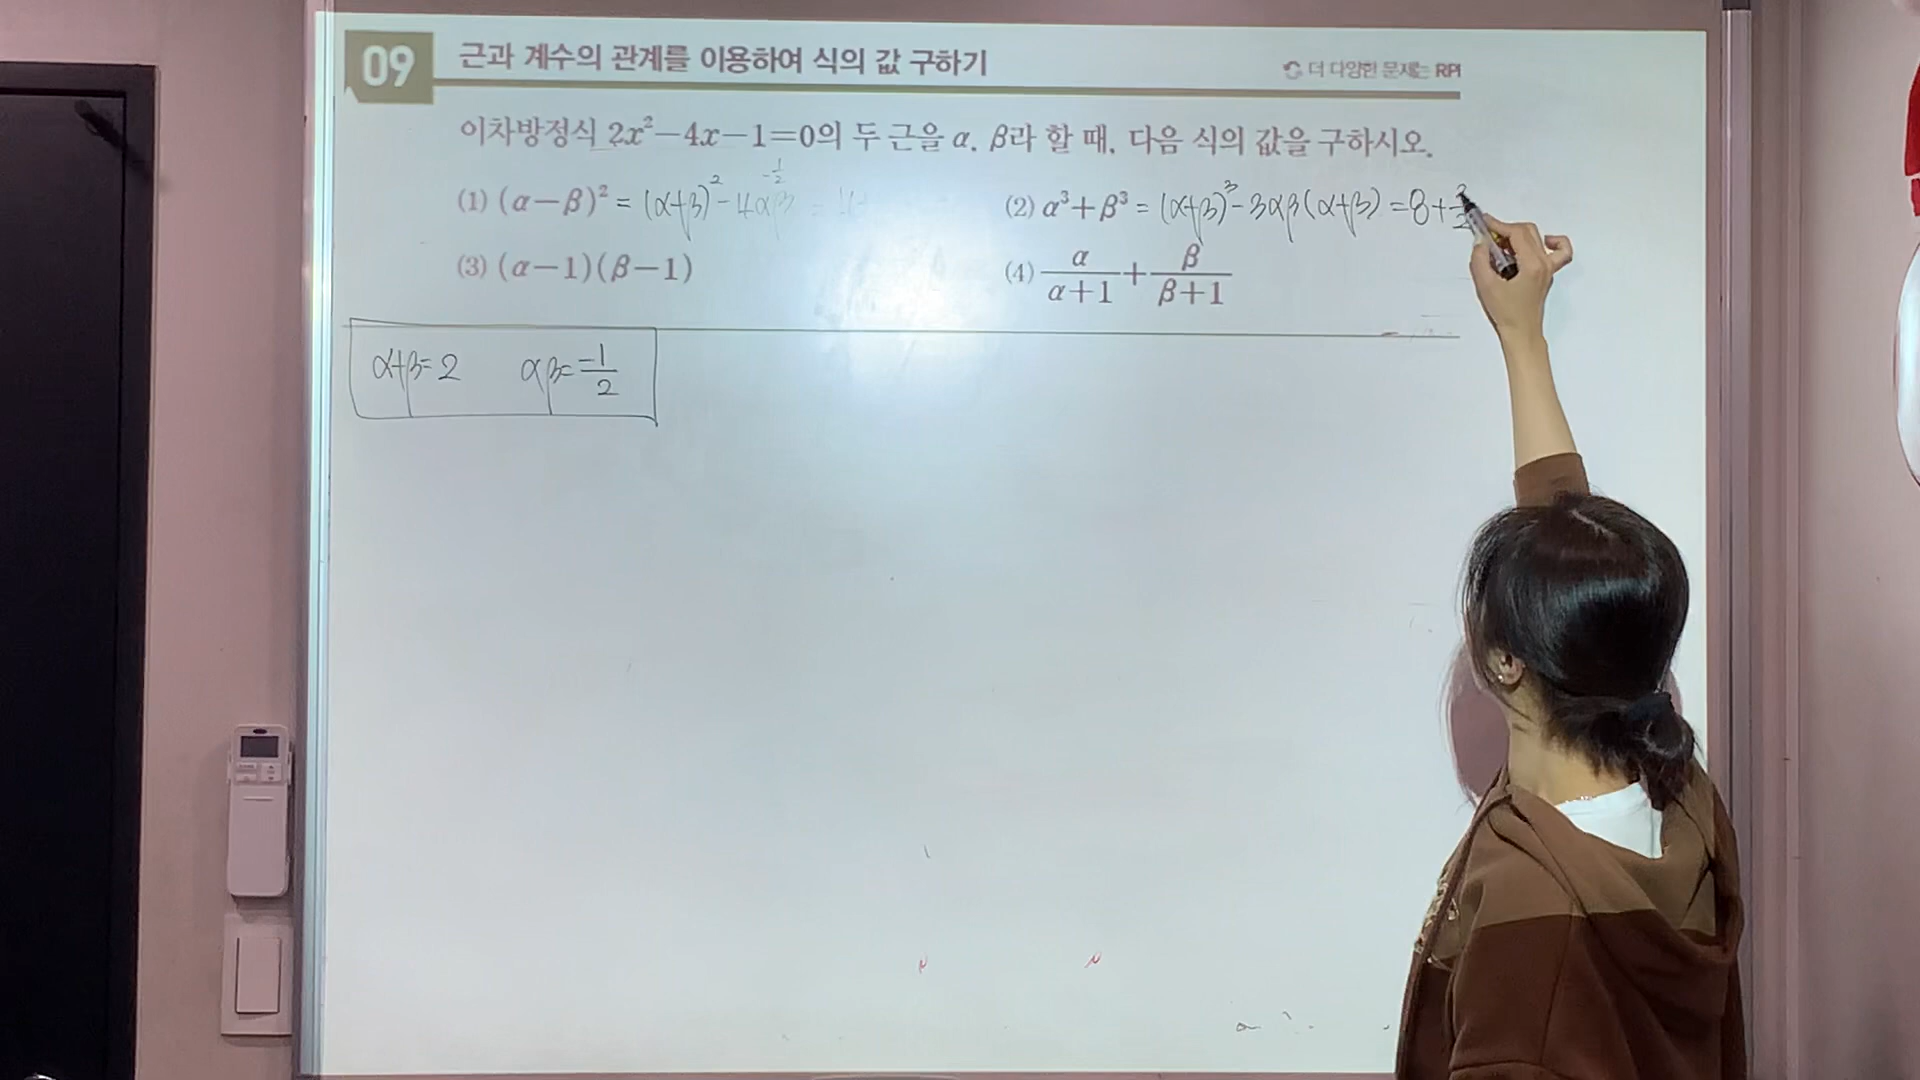 09 근과 계수의 관계를 이용하여 식의 값 구하기
더 다양한 문제는 RPM
이차방정식 2x²-4x-1=0의 두 근을 α, β라 할 때, 다음 식의 값을 구하시오.
(1) (α-β)² = (α+β)² - 4αβ =
-1/2
(2) α³+β³ = (α+β)³ - 3αβ(α+β) = 8+
(3) (α-1)(β-1)
(4) α/(α+1) + β/(β+1)
α+β=2 αβ=-1/2